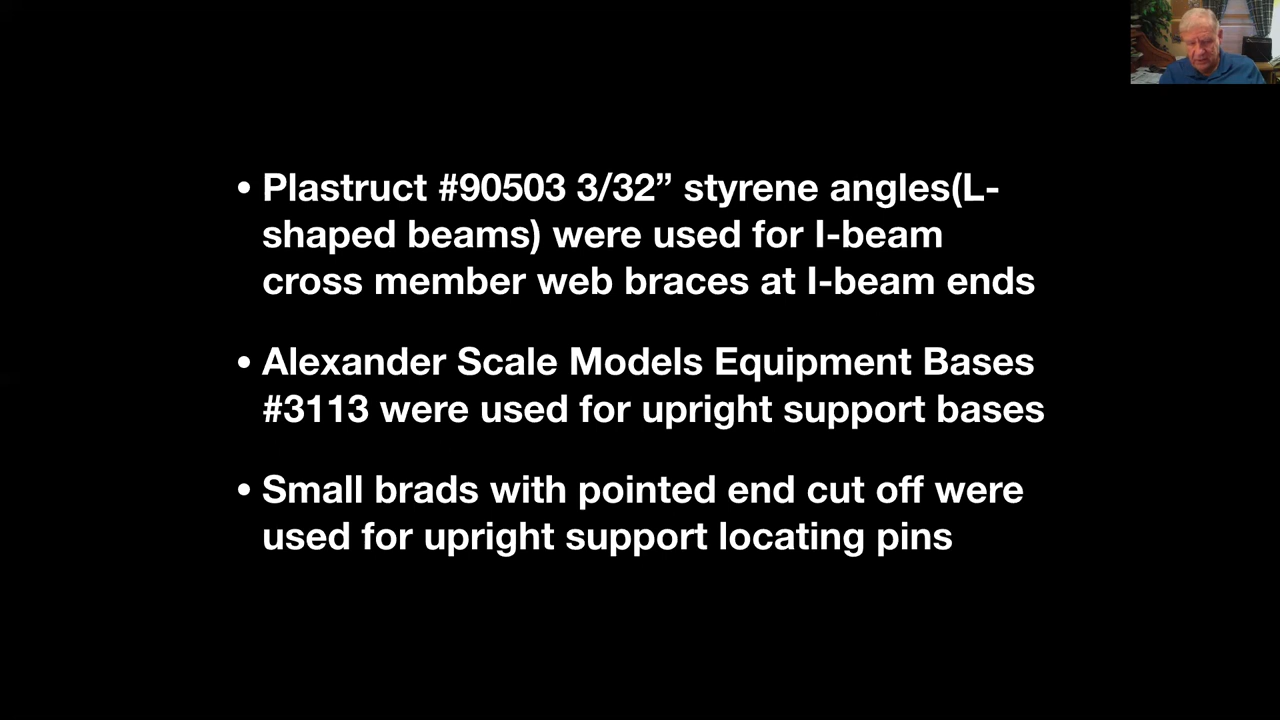 • Plastruct #90503 3/32” styrene angles(L-
shaped beams) were used for I-beam
cross member web braces at I-beam ends
• Alexander Scale Models Equipment Bases
#3113 were used for upright support bases
• Small brads with pointed end cut off were
used for upright support locating pins